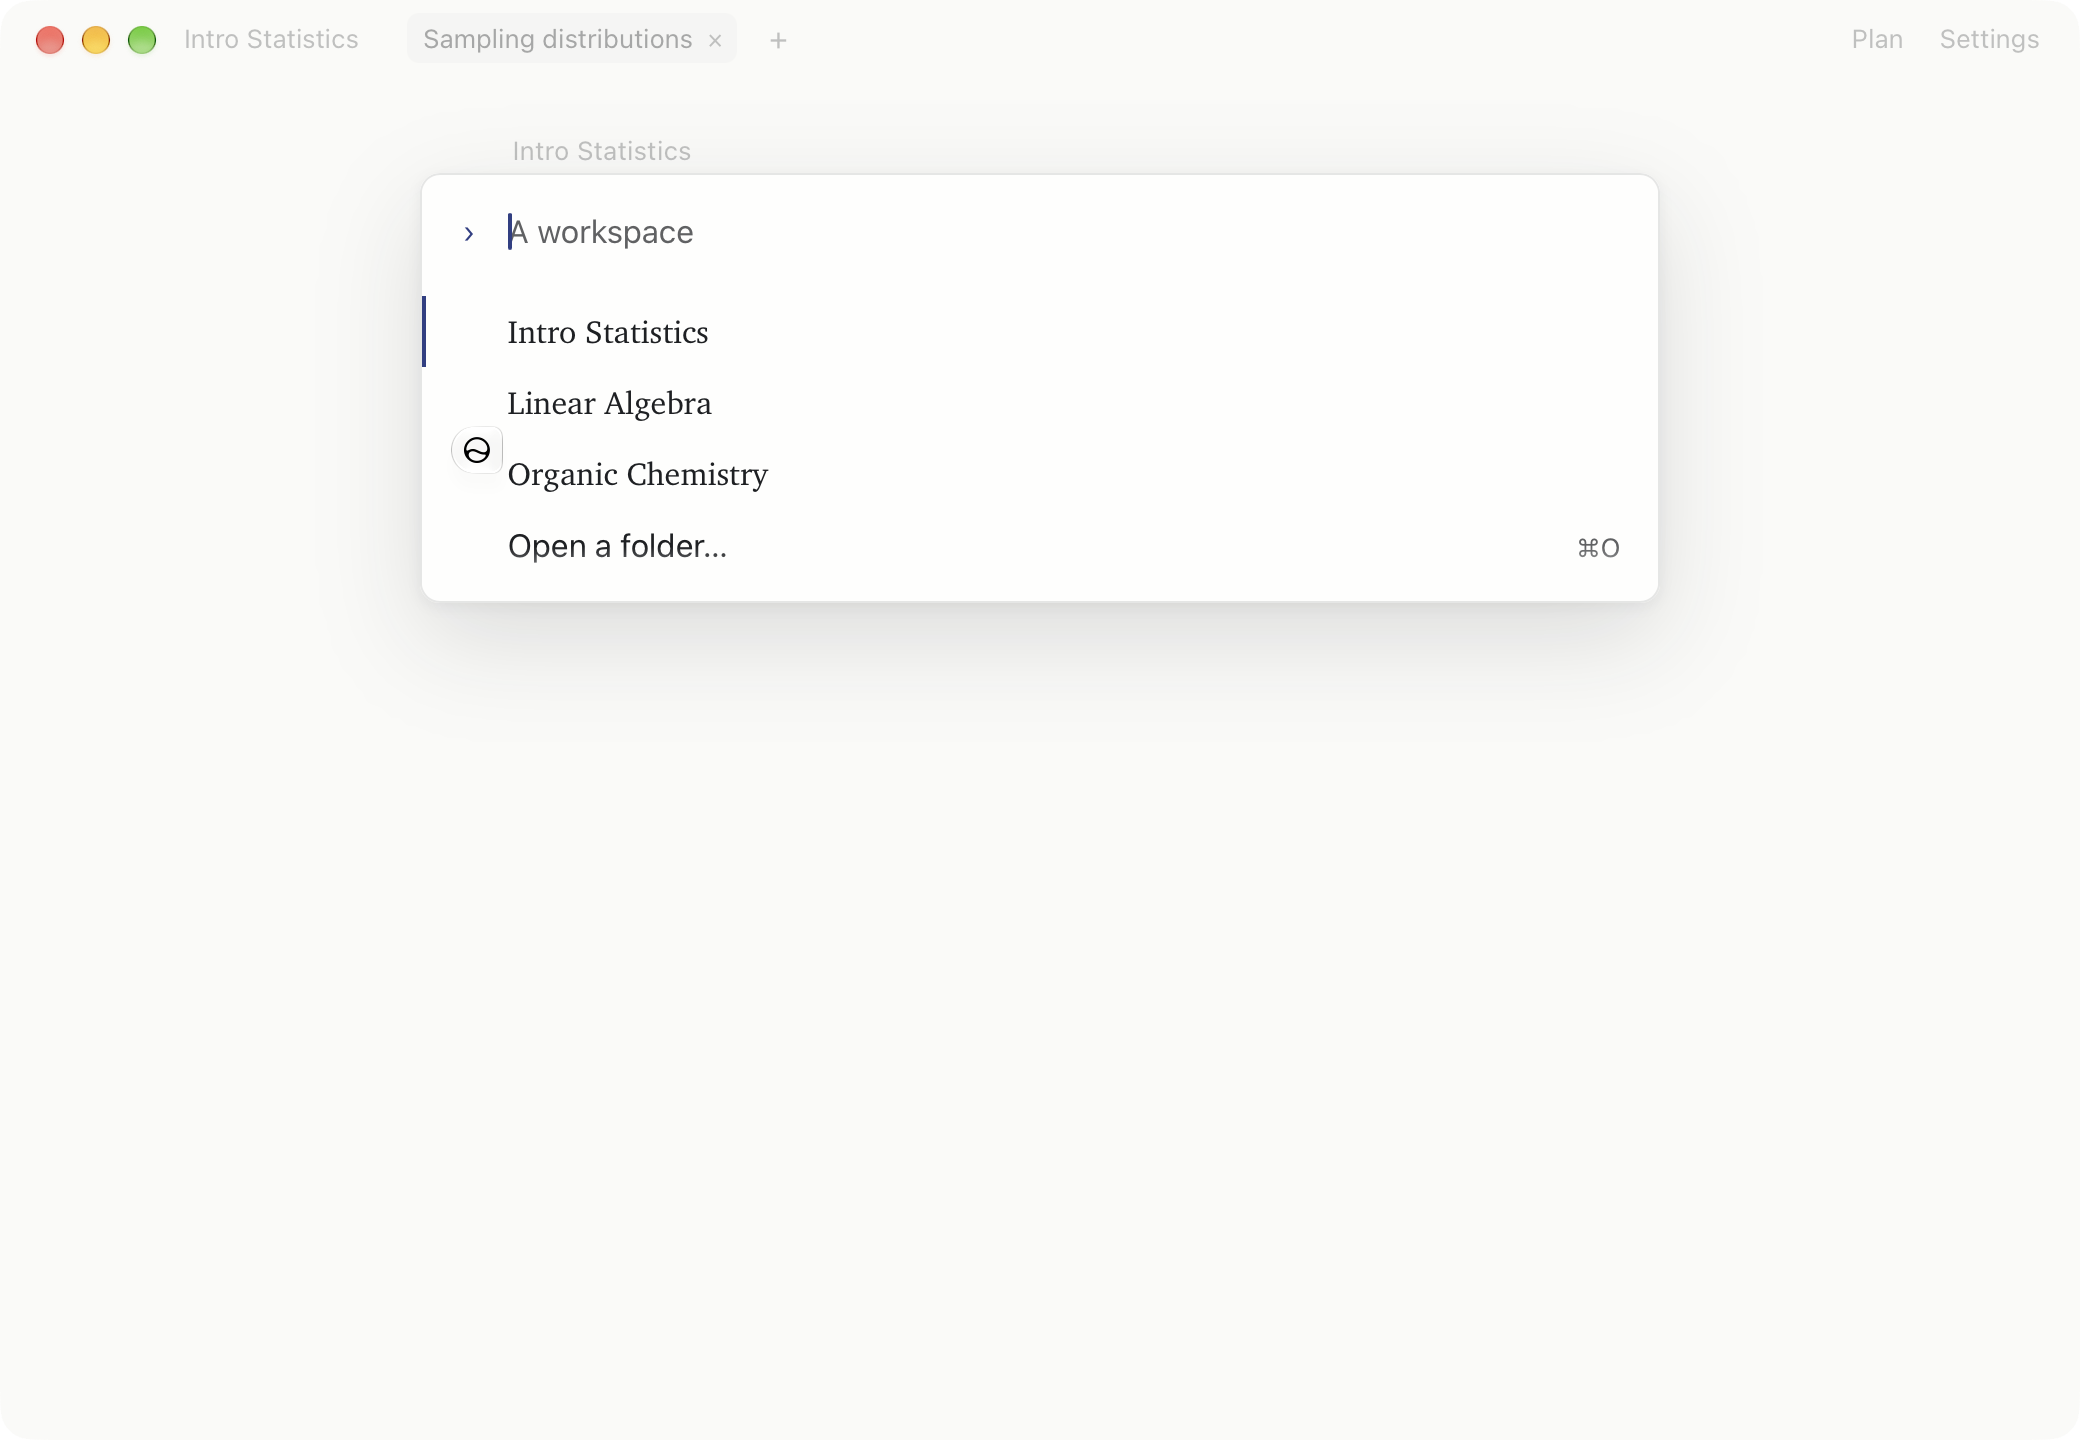 Intro Statistics
Sampling distributions × +
Plan
Settings
Intro Statistics
› A workspace
Intro Statistics
Linear Algebra
Organic Chemistry
Open a folder... ⌘O